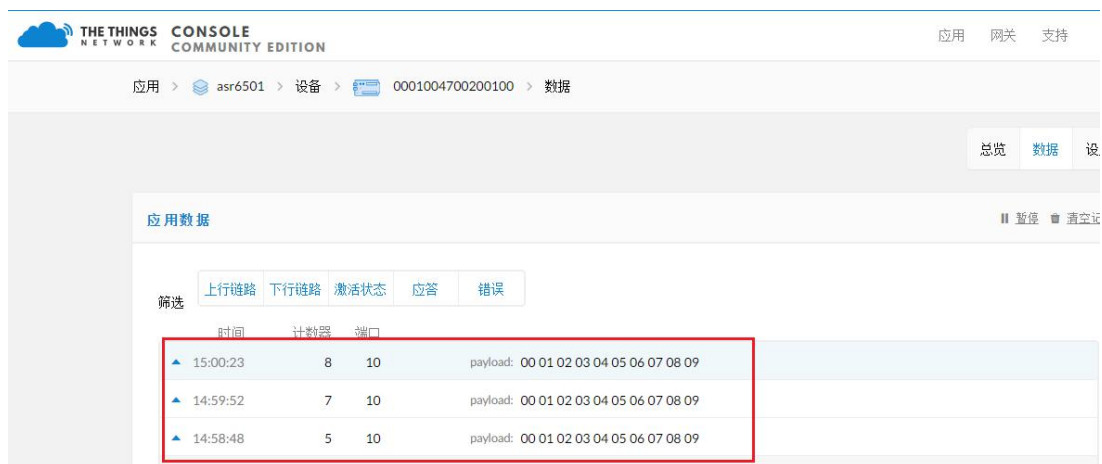 THE THINGS CONSOLE
NETWORK COMMUNITY EDITION
应用 网关 支持
应用 > asr6501 > 设备 > 0001004700200100 > 数据
总览 数据
应用数据
暂停 清空记
筛选 上行链路 下行链路 激活状态 应答 错误
时间 计数器 端口
15:00:23 8 10 payload: 00 01 02 03 04 05 06 07 08 09
14:59:52 7 10 payload: 00 01 02 03 04 05 06 07 08 09
14:58:48 5 10 payload: 00 01 02 03 04 05 06 07 08 09